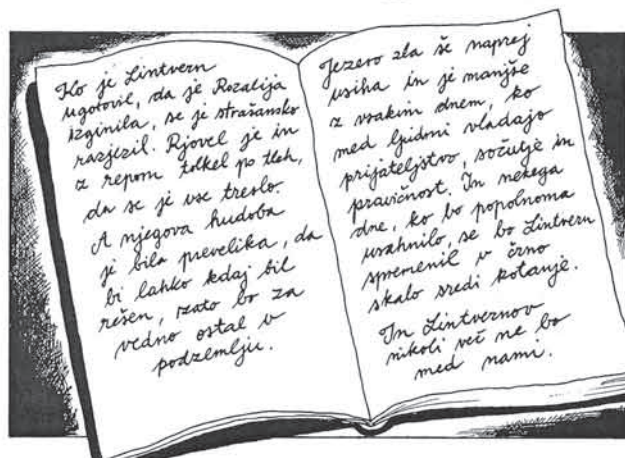 Ko je Lintvern
ugotovil, da je Rozalija
izginila, se je strašansko
razjezil. Rjovel je in
z repom tolkel po tleh,
da se je vse treslo.
A njegova hudoba
je bila prevelika, da
bi lahko kdaj bil
rešen, zato bo za
vedno ostal v
podzemlju.
Jezero zla še naprej
usiha in je manjše
z vsakim dnem, ko
med ljudmi vladajo
prijateljstvo, sočutje in
pravičnost. In nekega
dne, ko bo popolnoma
usahnilo, se bo Lintvern
spremenil v črno
skalo sredi kotanje.
In Lintvernov
nikoli več ne bo
med nami.